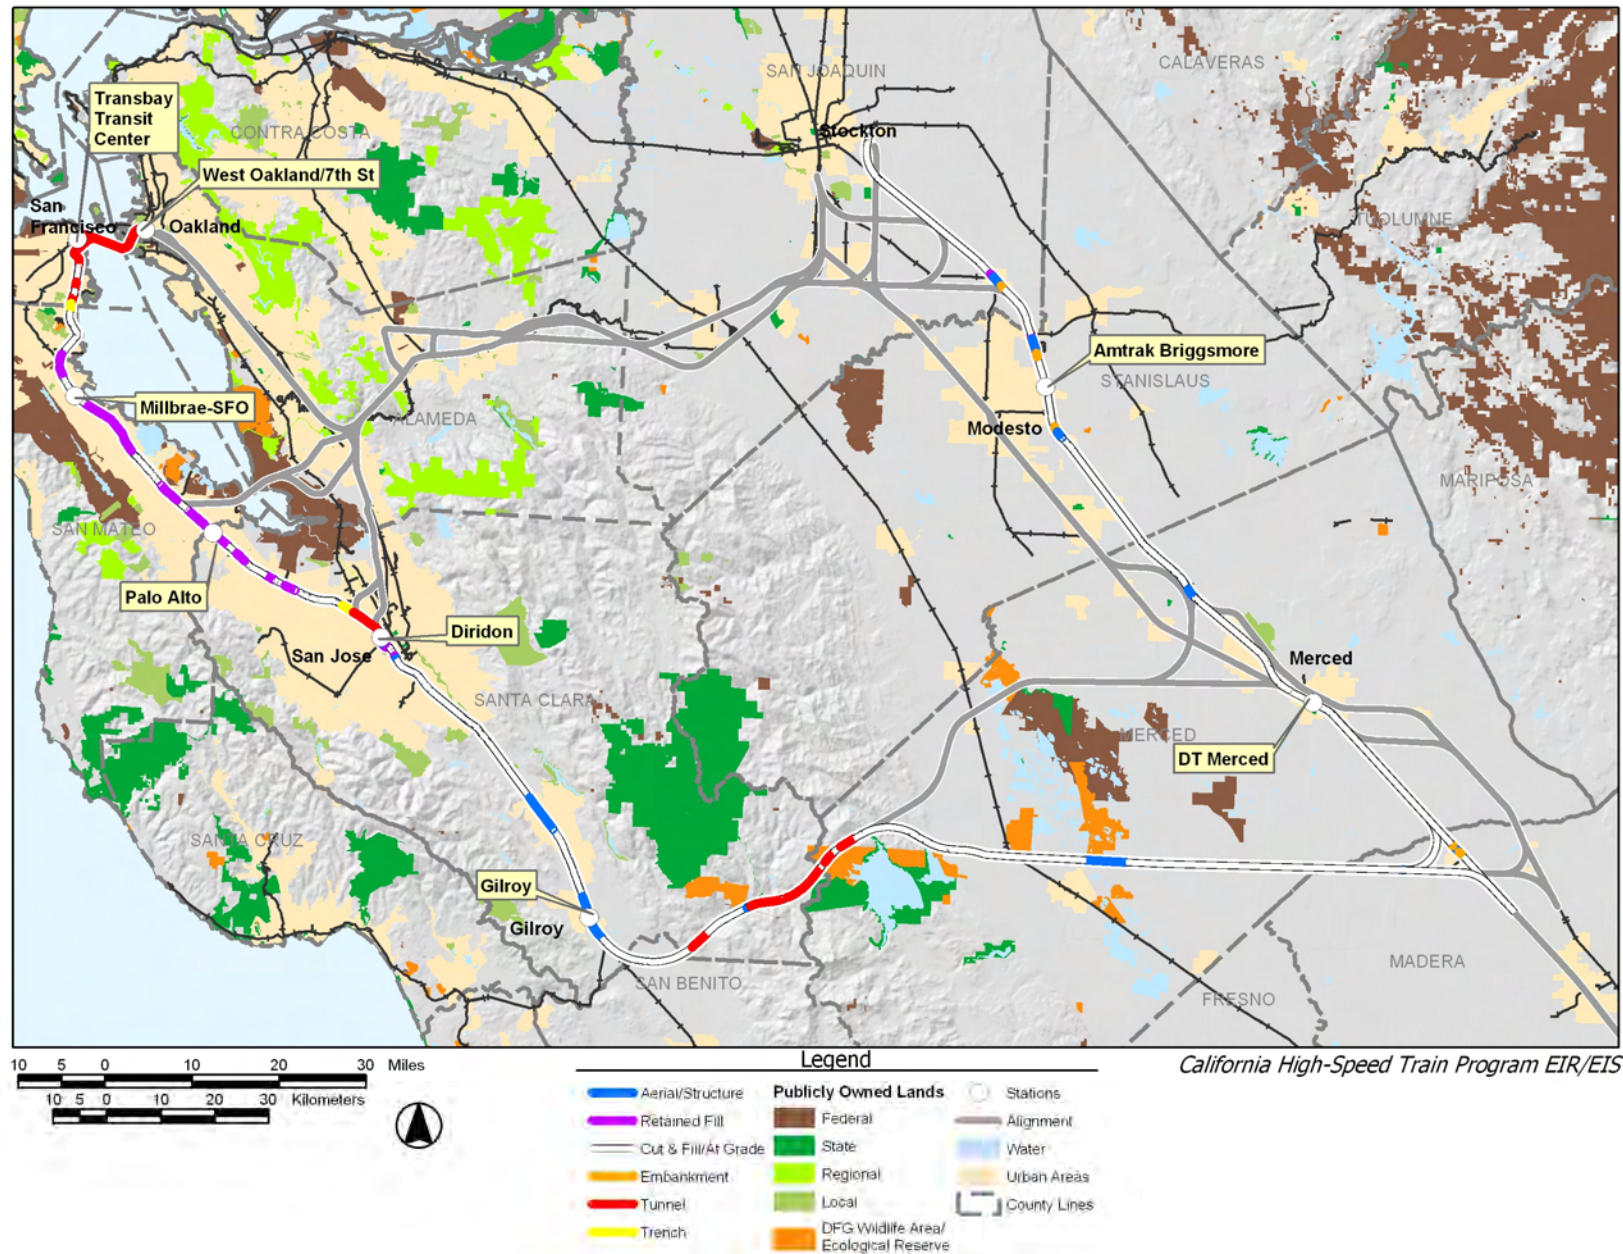 CALAVERAS
SAN JOAQUIN
Transbay
Transit
Center
CONTRA COSTA
Stockton
West Oakland/7th St
San
Francisco
Oakland
TUOLUMNE
Amtrak Briggsmore
STANISLAUS
Millbrae-SFO
ALAMEDA
Modesto
MARIPOSA
SAN MATEO
Palo Alto
Diridon
San Jose
Merced
SANTA CLARA
MERCED
DT Merced
SANTA CRUZ
Gilroy
Gilroy
SAN BENITO
MADERA
FRESNO
10 5 0 10 20 30 Miles
10 5 0 10 20 30 Kilometers
Legend
California High-Speed Train Program EIR/EIS
Aerial/Structure
Retained Fill
Cut & Fill/At Grade
Embankment
Tunnel
Trench
Publicly Owned Lands
Federal
State
Regional
Local
DFG Wildlife Area/
Ecological Reserve
Stations
Alignment
Water
Urban Areas
County Lines